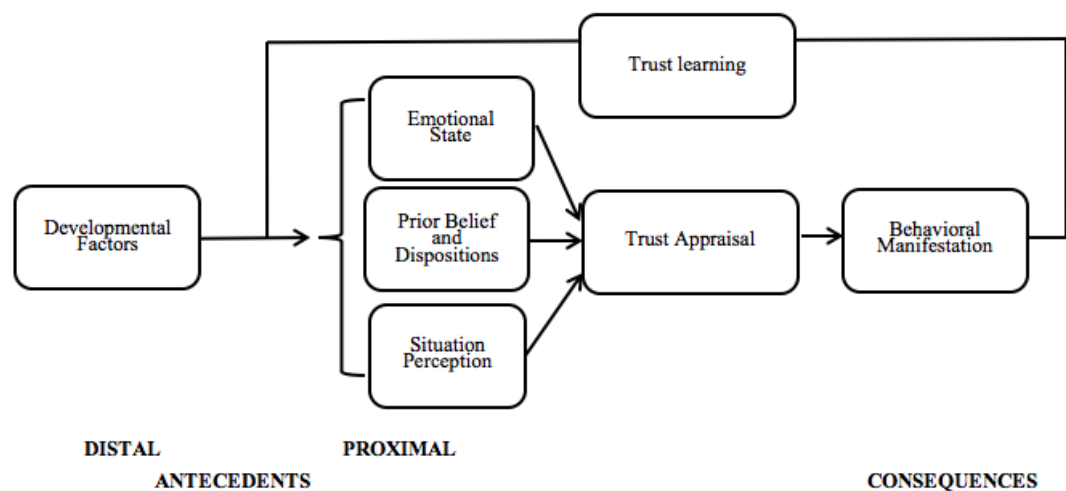 Trust learning
Emotional
State
Developmental
Factors
Prior Belief
and
Dispositions
Trust Appraisal
Behavioral
Manifestation
Situation
Perception
DISTAL
PROXIMAL
ANTECEDENTS
CONSEQUENCES